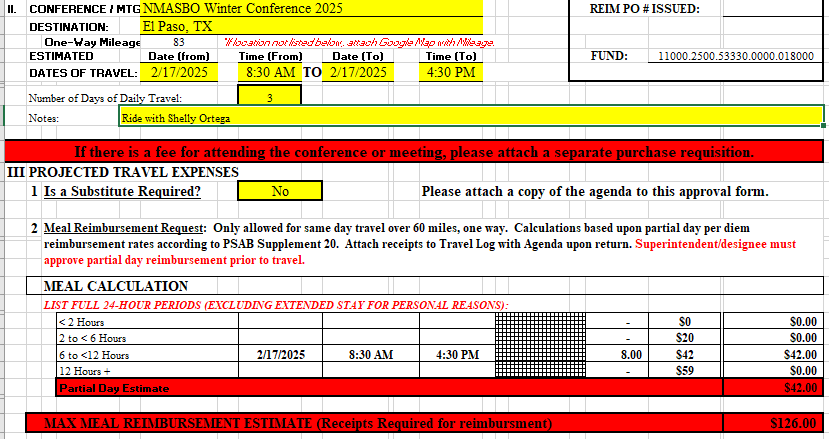 II. CONFERENCE / MTG NMASBO Winter Conference 2025 REIM PO # ISSUED:
DESTINATION: El Paso, TX
One-Way Mileage 83 *If location not listed below, attach Google Map with Mileage.
ESTIMATED Date (from) Time (From) Date (To) Time (To) FUND: 11000.2500.53330.0000.018000
DATES OF TRAVEL: 2/17/2025 8:30 AM TO 2/17/2025 4:30 PM
Number of Days of Daily Travel: 3
Notes: Ride with Shelly Ortega
If there is a fee for attending the conference or meeting, please attach a separate purchase requisition.
III PROJECTED TRAVEL EXPENSES
1 Is a Substitute Required? No Please attach a copy of the agenda to this approval form.
2 Meal Reimbursement Request: Only allowed for same day travel over 60 miles, one way. Calculations based upon partial day per diem
reimbursement rates according to PSAB Supplement 20. Attach receipts to Travel Log with Agenda upon return. Superintendent/designee must
approve partial day reimbursement prior to travel.
MEAL CALCULATION
LIST FULL 24-HOUR PERIODS (EXCLUDING EXTENDED STAY FOR PERSONAL REASONS):
< 2 Hours - $0 $0.00
2 to < 6 Hours - $20 $0.00
6 to <12 Hours 2/17/2025 8:30 AM 4:30 PM 8.00 $42 $42.00
12 Hours + - $59 $0.00
Partial Day Estimate $42.00
MAX MEAL REIMBURSEMENT ESTIMATE (Receipts Required for reimbursment) $126.00